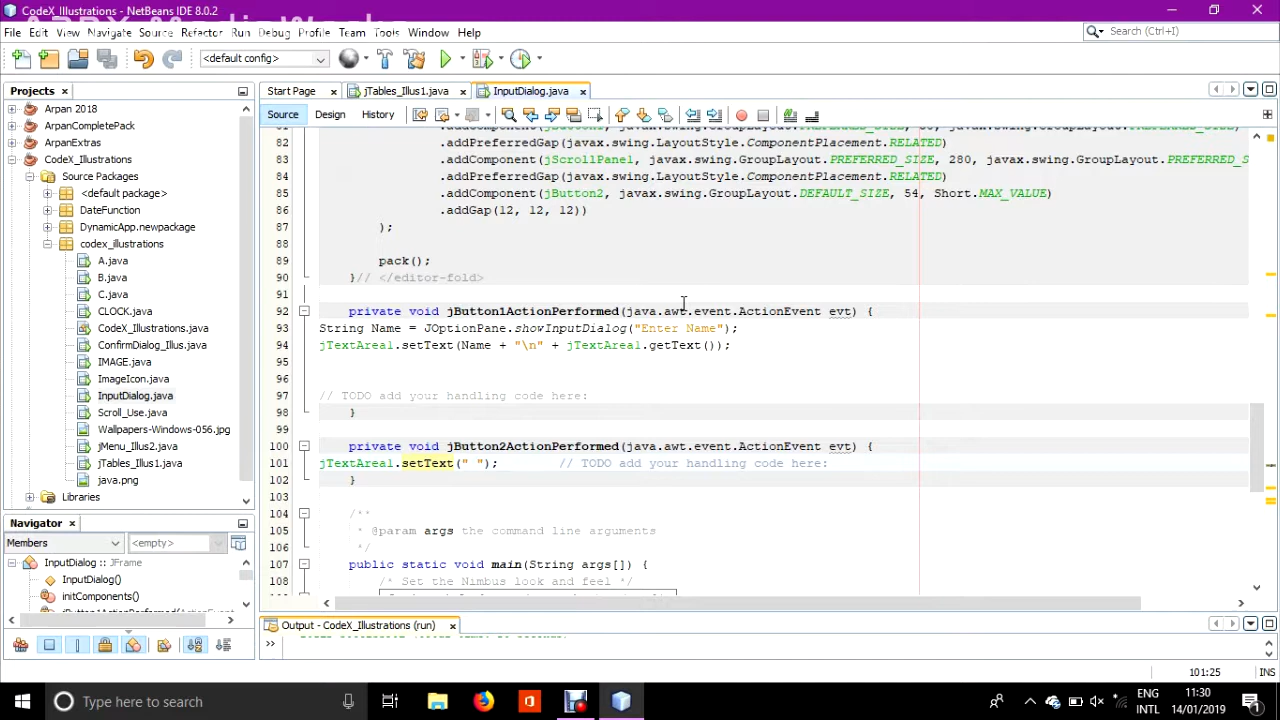 CodeX_Illustrations - NetBeans IDE 8.0.2
File Edit View Navigate Source Refactor Run Debug Profile Team Tools Window Help
Search (Ctrl+I)
<default config>
Projects
Start Page
jTables_Illus1.java
InputDialog.java
Arpan 2018
ArpanCompletePack
ArpanExtras
CodeX_Illustrations
Source Packages
<default package>
DateFunction
DynamicApp.newpackage
codex_illustrations
A.java
B.java
C.java
CLOCK.java
CodeX_Illustrations.java
ConfirmDialog_Illus.java
IMAGE.java
ImageIcon.java
InputDialog.java
Scroll_Use.java
Wallpapers-Windows-056.jpg
jMenu_Illus2.java
jTables_Illus1.java
java.png
Libraries
Source Design History
82 .addPreferredGap(javax.swing.LayoutStyle.ComponentPlacement.RELATED)
83 .addComponent(jScrollPane1, javax.swing.GroupLayout.PREFERRED_SIZE, 280, javax.swing.GroupLayout.PREFERRED_S
84 .addPreferredGap(javax.swing.LayoutStyle.ComponentPlacement.RELATED)
85 .addComponent(jButton2, javax.swing.GroupLayout.DEFAULT_SIZE, 54, Short.MAX_VALUE)
86 .addGap(12, 12, 12))
87 );
88
89 pack();
90 }// </editor-fold>
91
92 private void jButton1ActionPerformed(java.awt.event.ActionEvent evt) {
93 String Name = JOptionPane.showInputDialog("Enter Name");
94 jTextArea1.setText(Name + "\n" + jTextArea1.getText());
95
96
97 // TODO add your handling code here:
98 }
99
100 private void jButton2ActionPerformed(java.awt.event.ActionEvent evt) {
101 jTextArea1.setText(" "); // TODO add your handling code here:
102 }
103
104 /**
105 * @param args the command line arguments
106 */
107 public static void main(String args[]) {
108 /* Set the Nimbus look and feel */
Navigator
Members
<empty>
InputDialog :: JFrame
InputDialog()
initComponents()
Output - CodeX_Illustrations (run)
>>
101:25
INS
Type here to search
ENG
INTL
11:30
14/01/2019